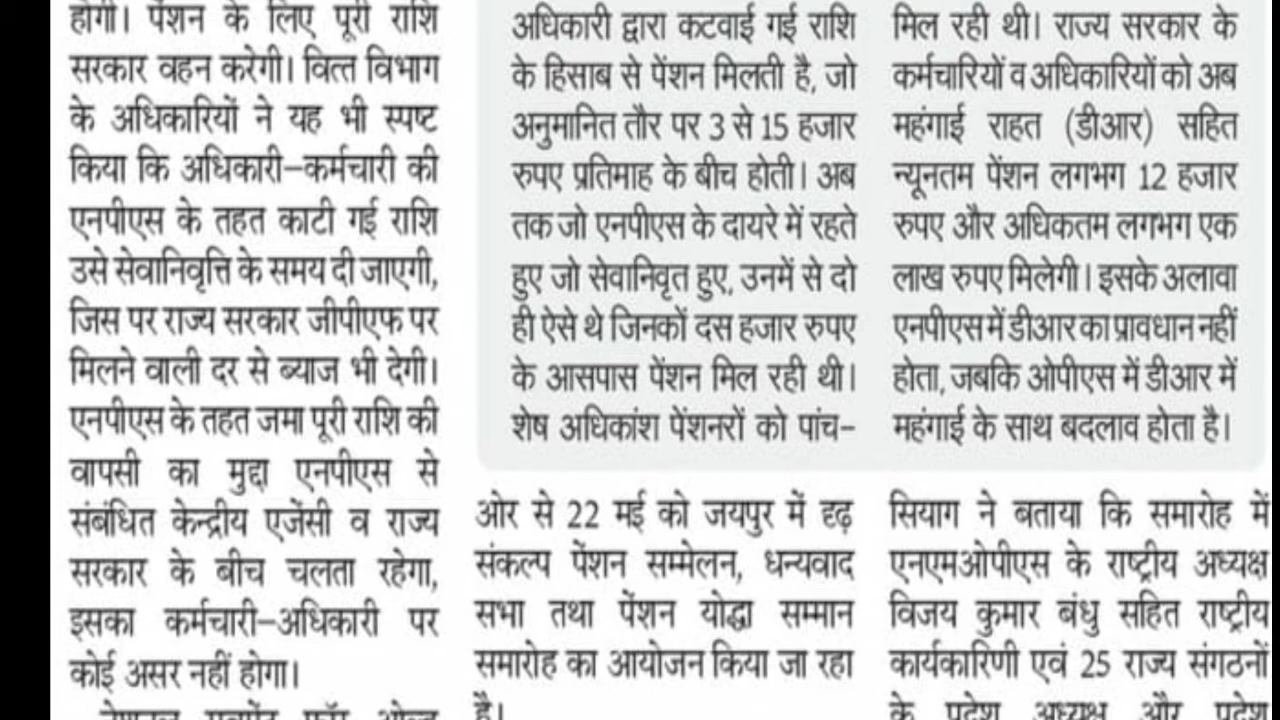 होगी। पेंशन के लिए पूरी राशि
सरकार वहन करेगी। वित्त विभाग
के अधिकारियों ने यह भी स्पष्ट
किया कि अधिकारी-कर्मचारी की
एनपीएस के तहत काटी गई राशि
उसे सेवानिवृत्ति के समय दी जाएगी,
जिस पर राज्य सरकार जीपीएफ पर
मिलने वाली दर से ब्याज भी देगी।
एनपीएस के तहत जमा पूरी राशि की
वापसी का मुद्दा एनपीएस से
संबंधित केन्द्रीय एजेंसी व राज्य
सरकार के बीच चलता रहेगा,
इसका कर्मचारी-अधिकारी पर
कोई असर नहीं होगा।
अधिकारी द्वारा कटवाई गई राशि
के हिसाब से पेंशन मिलती है, जो
अनुमानित तौर पर 3 से 15 हजार
रुपए प्रतिमाह के बीच होती। अब
तक जो एनपीएस के दायरे में रहते
हुए जो सेवानिवृत हुए, उनमें से दो
ही ऐसे थे जिनकों दस हजार रुपए
के आसपास पेंशन मिल रही थी।
शेष अधिकांश पेंशनरों को पांच-
मिल रही थी। राज्य सरकार के
कर्मचारियों व अधिकारियों को अब
महंगाई राहत (डीआर) सहित
न्यूनतम पेंशन लगभग 12 हजार
रुपए और अधिकतम लगभग एक
लाख रुपए मिलेगी। इसके अलावा
एनपीएस में डीआर का प्रावधान नहीं
होता, जबकि ओपीएस में डीआर में
महंगाई के साथ बदलाव होता है।
ओर से 22 मई को जयपुर में दृढ़
संकल्प पेंशन सम्मेलन, धन्यवाद
सभा तथा पेंशन योद्धा सम्मान
समारोह का आयोजन किया जा रहा
है।
सियाग ने बताया कि समारोह में
एनएमओपीएस के राष्ट्रीय अध्यक्ष
विजय कुमार बंधु सहित राष्ट्रीय
कार्यकारिणी एवं 25 राज्य संगठनों
के प्रदेश अध्यक्ष और प्रदेश